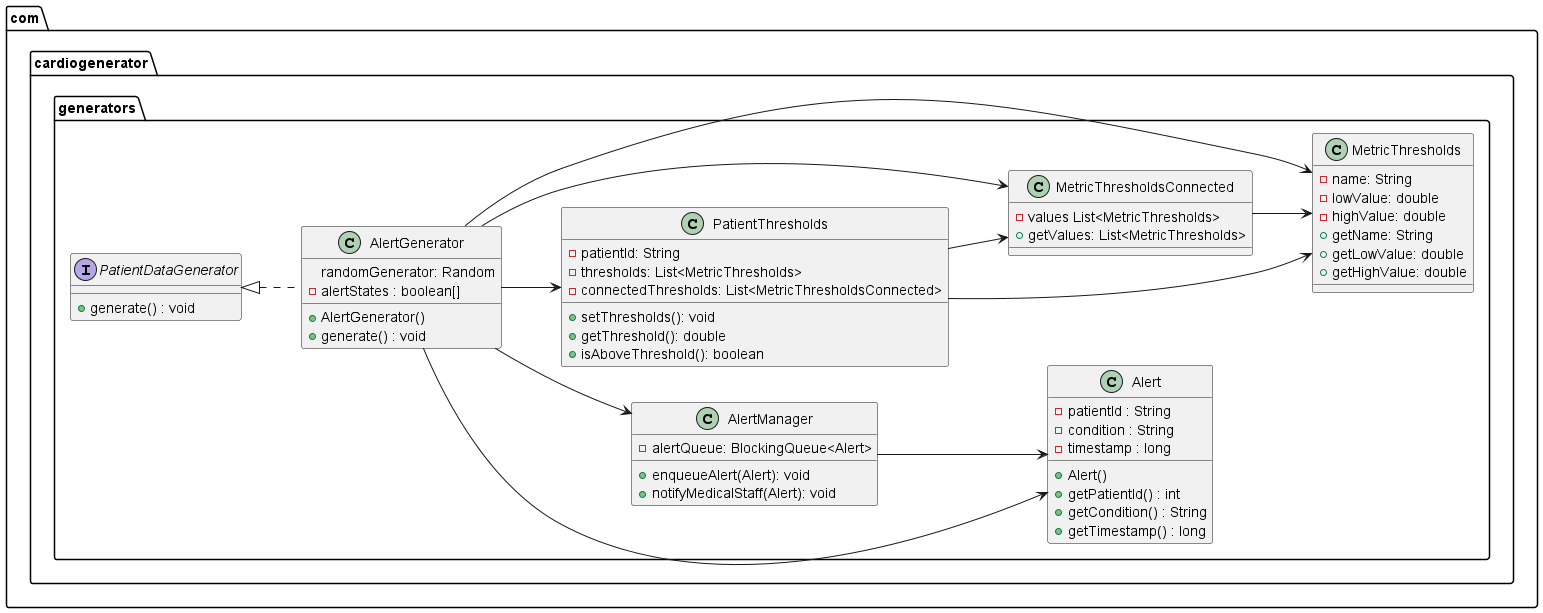 com
cardiogenerator
generators
I PatientDataGenerator
generate() : void
C AlertGenerator
randomGenerator: Random
alertStates : boolean[]
AlertGenerator()
generate() : void
C PatientThresholds
patientId: String
thresholds: List<MetricThresholds>
connectedThresholds: List<MetricThresholdsConnected>
setThresholds(): void
getThreshold(): double
isAboveThreshold(): boolean
C AlertManager
alertQueue: BlockingQueue<Alert>
enqueueAlert(Alert): void
notifyMedicalStaff(Alert): void
C MetricThresholdsConnected
values List<MetricThresholds>
getValues: List<MetricThresholds>
C Alert
patientId : String
condition : String
timestamp : long
Alert()
getPatientId() : int
getCondition() : String
getTimestamp() : long
C MetricThresholds
name: String
lowValue: double
highValue: double
getName: String
getLowValue: double
getHighValue: double